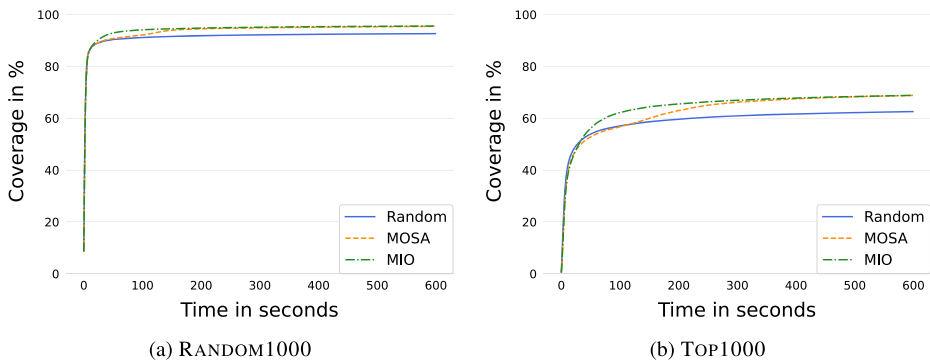 100
80
60
40
20
0
Coverage in %
0 100 200 300 400 500 600
Time in seconds
Random
MOSA
MIO
(a) RANDOM1000
100
80
60
40
20
0
Coverage in %
0 100 200 300 400 500 600
Time in seconds
Random
MOSA
MIO
(b) TOP1000